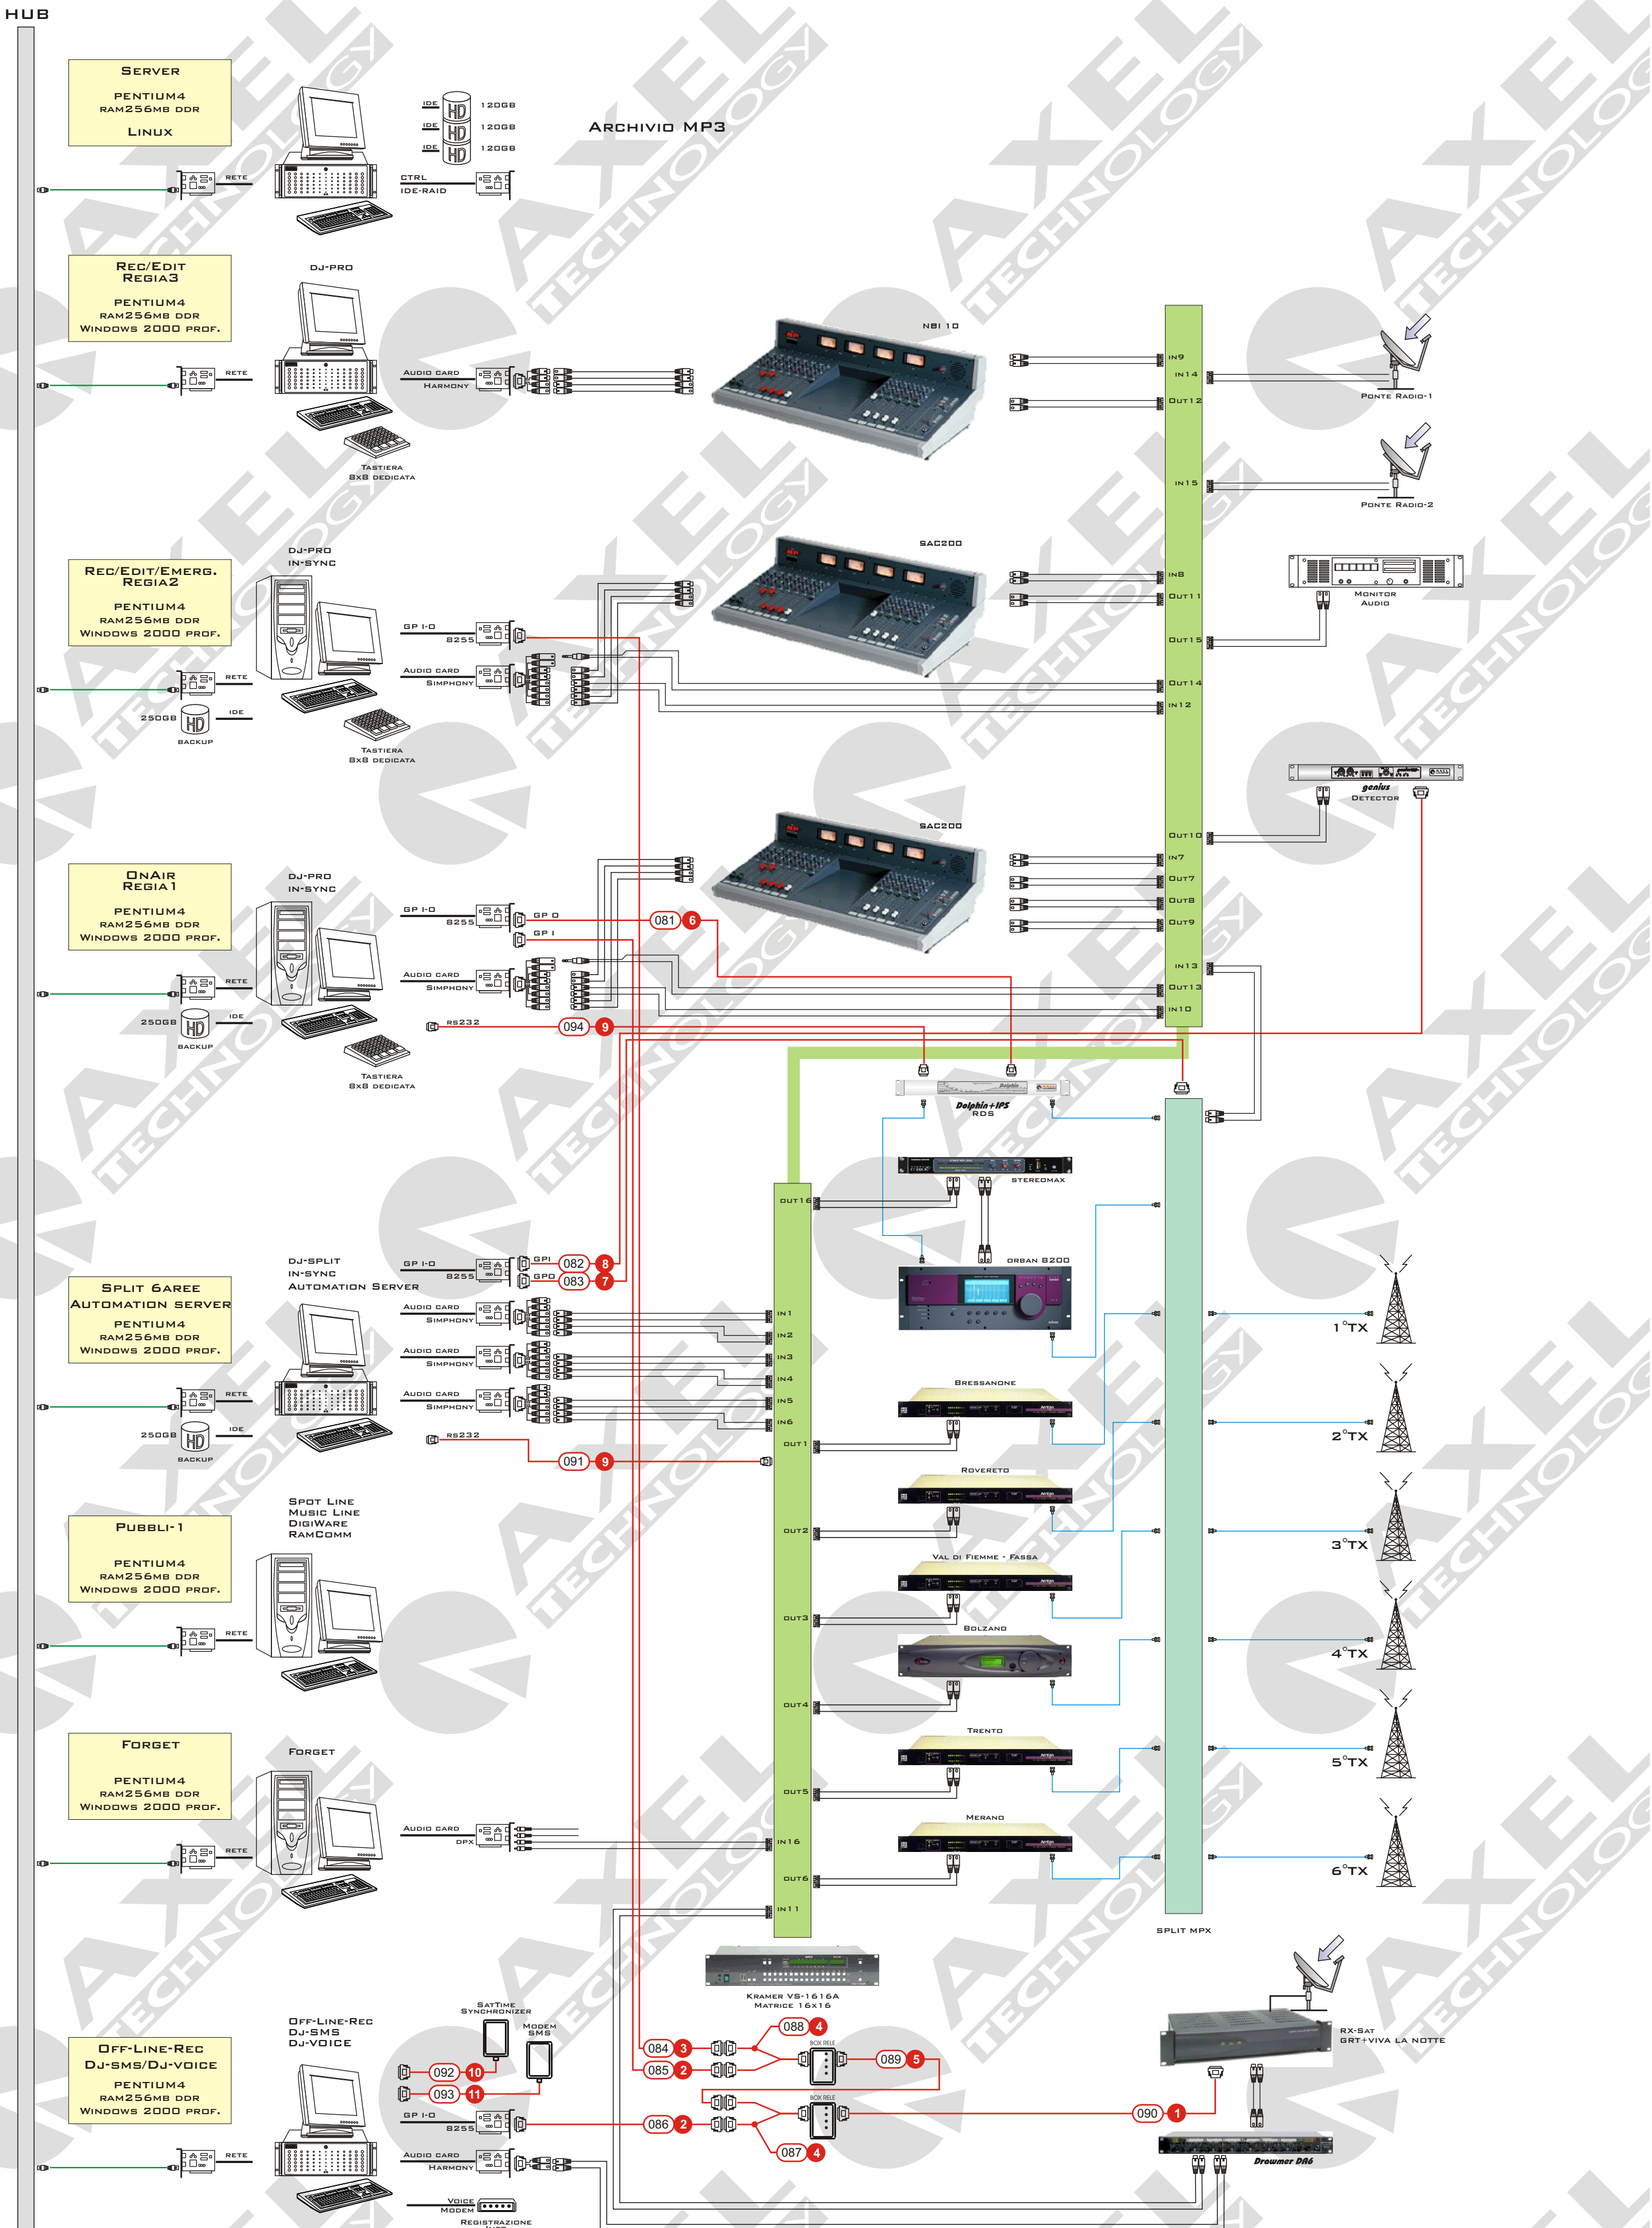 HUB
SERVER
PENTIUM4
RAM256MB DDR
LINUX
IDE
HD
120GB
IDE
HD
120GB
IDE
HD
120GB
ARCHIVIO MP3
RETE
CTRL
IDE-RAID
REC/EDIT
REGIA3
PENTIUM4
RAM256MB DDR
WINDOWS 2000 PROF.
DJ-PRO
RETE
AUDIO CARD
HARMONY
TASTIERA
8X8 DEDICATA
NBI 10
IN9
IN14
OUT12
PONTE RADIO-1
IN15
PONTE RADIO-2
REC/EDIT/EMERG.
REGIA2
PENTIUM4
RAM256MB DDR
WINDOWS 2000 PROF.
DJ-PRO
IN-SYNC
GP I-O
8255
AUDIO CARD
SIMPHONY
RETE
250GB
HD
IDE
BACKUP
TASTIERA
8X8 DEDICATA
SAC200
IN8
OUT11
OUT15
OUT14
IN12
MONITOR
AUDIO
genius
DETECTOR
OUT10
ONAIR
REGIA1
PENTIUM4
RAM256MB DDR
WINDOWS 2000 PROF.
DJ-PRO
IN-SYNC
GP I-O
8255
GP O
GP I
081 6
AUDIO CARD
SIMPHONY
RS232
094 9
RETE
250GB
HD
IDE
BACKUP
TASTIERA
8X8 DEDICATA
SAC200
IN7
OUT7
OUT8
OUT9
IN13
OUT13
IN10
Dolphin+IPS
RDS
STEREOMAX
OUT16
ORBAN 8200
SPLIT 6AREE
AUTOMATION SERVER
PENTIUM4
RAM256MB DDR
WINDOWS 2000 PROF.
DJ-SPLIT
IN-SYNC
AUTOMATION SERVER
GP I-O
8255
GPI
082 8
GPO
083 7
AUDIO CARD
SIMPHONY
AUDIO CARD
SIMPHONY
AUDIO CARD
SIMPHONY
RS232
091 9
RETE
250GB
HD
IDE
BACKUP
IN1
IN2
IN3
IN4
IN5
IN6
OUT1
OUT2
OUT3
OUT4
OUT5
IN16
OUT6
IN11
BRESSANONE
ROVERETO
VAL DI FIEMME - FASSA
BOLZANO
TRENTO
MERANO
1°TX
2°TX
3°TX
4°TX
5°TX
6°TX
SPLIT MPX
PUBBLI-1
PENTIUM4
RAM256MB DDR
WINDOWS 2000 PROF.
SPOT LINE
MUSIC LINE
DIGIWARE
RAMCOMM
RETE
FORGET
PENTIUM4
RAM256MB DDR
WINDOWS 2000 PROF.
FORGET
AUDIO CARD
DPX
RETE
KRAMER VS-1616A
MATRICE 16X16
OFF-LINE-REC
DJ-SMS/DJ-VOICE
PENTIUM4
RAM256MB DDR
WINDOWS 2000 PROF.
OFF-LINE-REC
DJ-SMS
DJ-VOICE
SATTIME
SYNCHRONIZER
MODEM
SMS
092 10
093 11
GP I-O
8255
AUDIO CARD
HARMONY
VOICE
MODEM
REGISTRAZIONE
RETE
084 3
085 2
088 4
BOX RELE
089 5
086 2
087 4
BOX RELE
090 1
RX-SAT
GRT+VIVA LA NOTTE
Drawmer DA6
AXEL
TECHNOLOGY